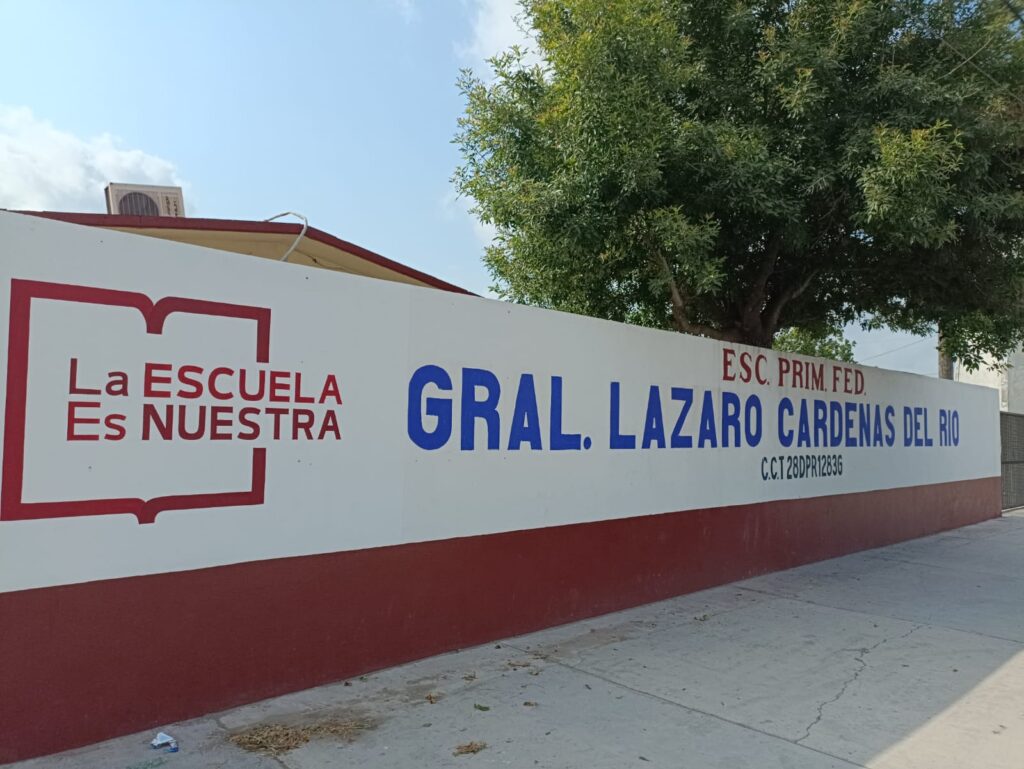 La ESCUELA
Es NUESTRA
ESC. PRIM. FED.
GRAL. LAZARO CARDENAS DEL RIO
C.C.T 28DPR1283G